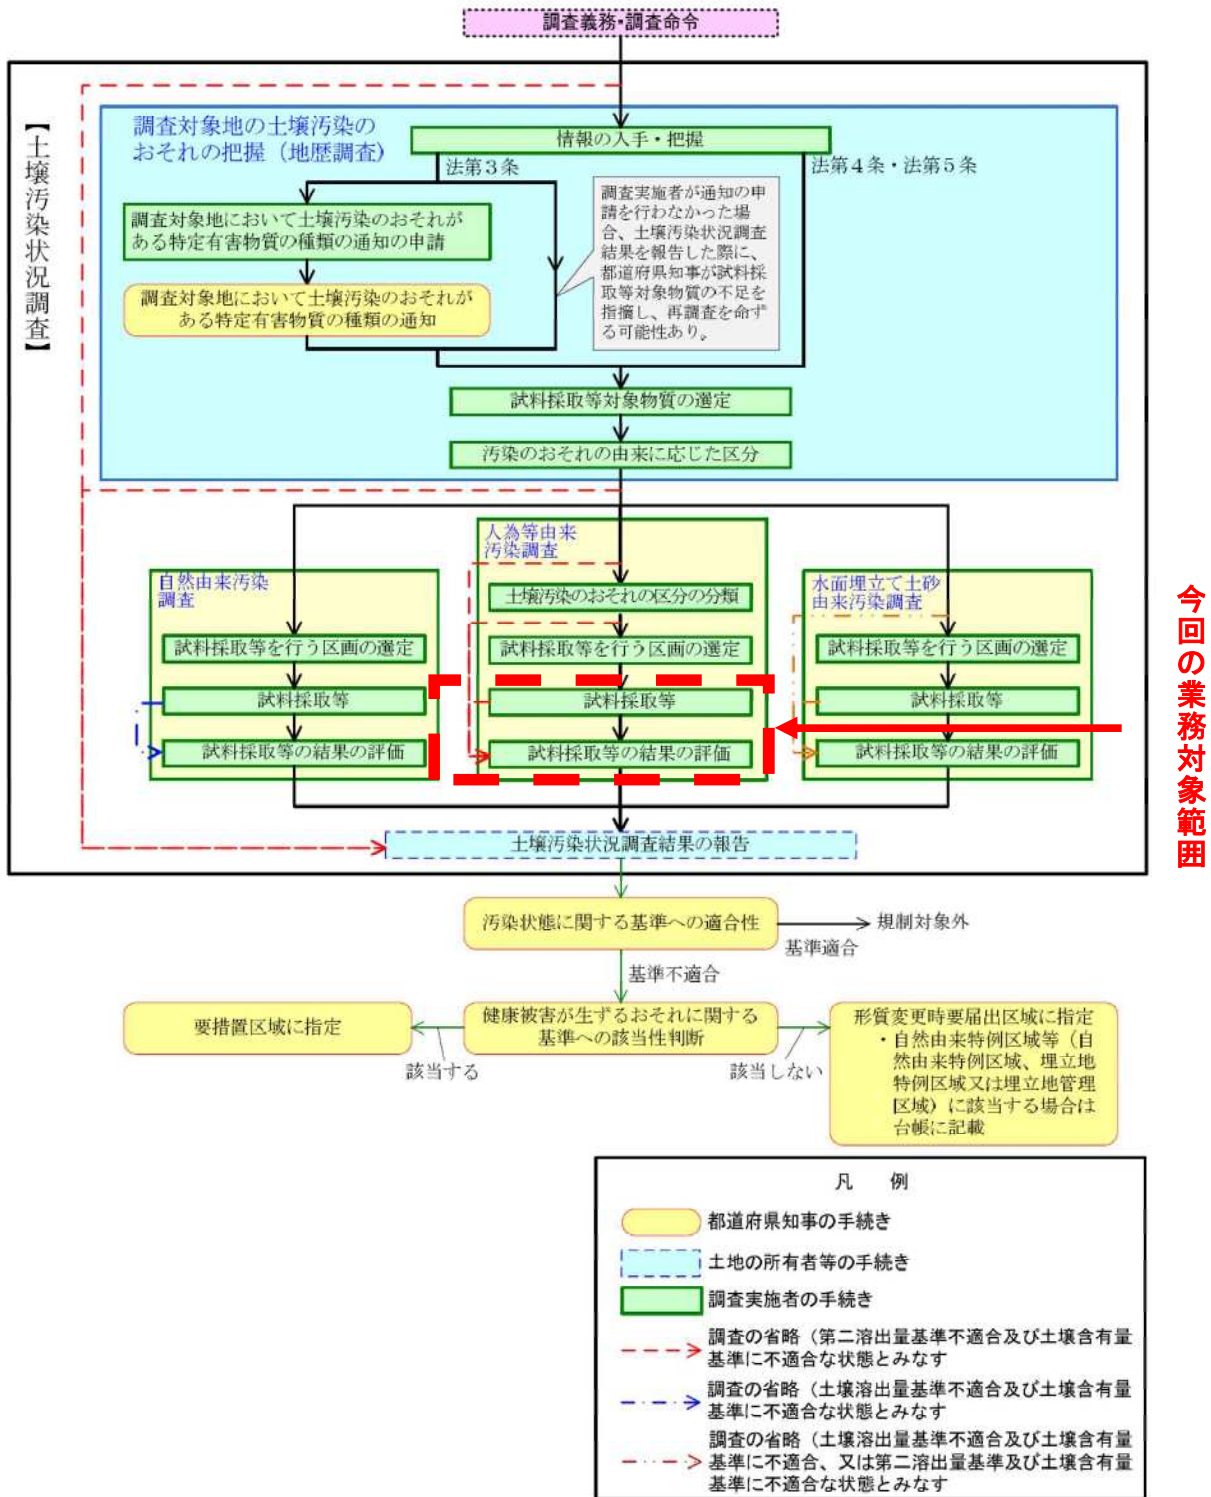 調査義務・調査命令
【土壌汚染状況調査】
調査対象地の土壌汚染の
おそれの把握（地歴調査）
情報の入手・把握
法第３条
法第４条・法第５条
調査対象地において土壌汚染のおそれが
ある特定有害物質の種類の通知の申請
調査実施者が通知の申
請を行わなかった場
合、土壌汚染状況調査
結果を報告した際に、
都道府県知事が試料採
取等対象物質の不足を
指摘し、再調査を命ず
る可能性あり。
調査対象地において土壌汚染のおそれが
ある特定有害物質の種類の通知
試料採取等対象物質の選定
汚染のおそれの由来に応じた区分
自然由来汚染
調査
試料採取等を行う区画の選定
試料採取等
試料採取等の結果の評価
人為等由来
汚染調査
土壌汚染のおそれの区分の分類
試料採取等を行う区画の選定
試料採取等
試料採取等の結果の評価
水面埋立て土砂
由来汚染調査
試料採取等を行う区画の選定
試料採取等
試料採取等の結果の評価
今回の業務対象範囲
土壌汚染状況調査結果の報告
汚染状態に関する基準への適合性
規制対象外
基準適合
基準不適合
要措置区域に指定
健康被害が生ずるおそれに関する
基準への該当性判断
該当する
該当しない
形質変更時要届出区域に指定
・自然由来特例区域等（自
然由来特例区域、埋立地
特例区域又は埋立地管理
区域）に該当する場合は
台帳に記載
凡　例
都道府県知事の手続き
土地の所有者等の手続き
調査実施者の手続き
調査の省略（第二溶出量基準不適合及び土壌含有量
基準に不適合な状態とみなす
調査の省略（土壌溶出量基準不適合及び土壌含有量
基準に不適合な状態とみなす
調査の省略（土壌溶出量基準不適合及び土壌含有量
基準に不適合、又は第二溶出量基準及び土壌含有量
基準に不適合な状態とみなす